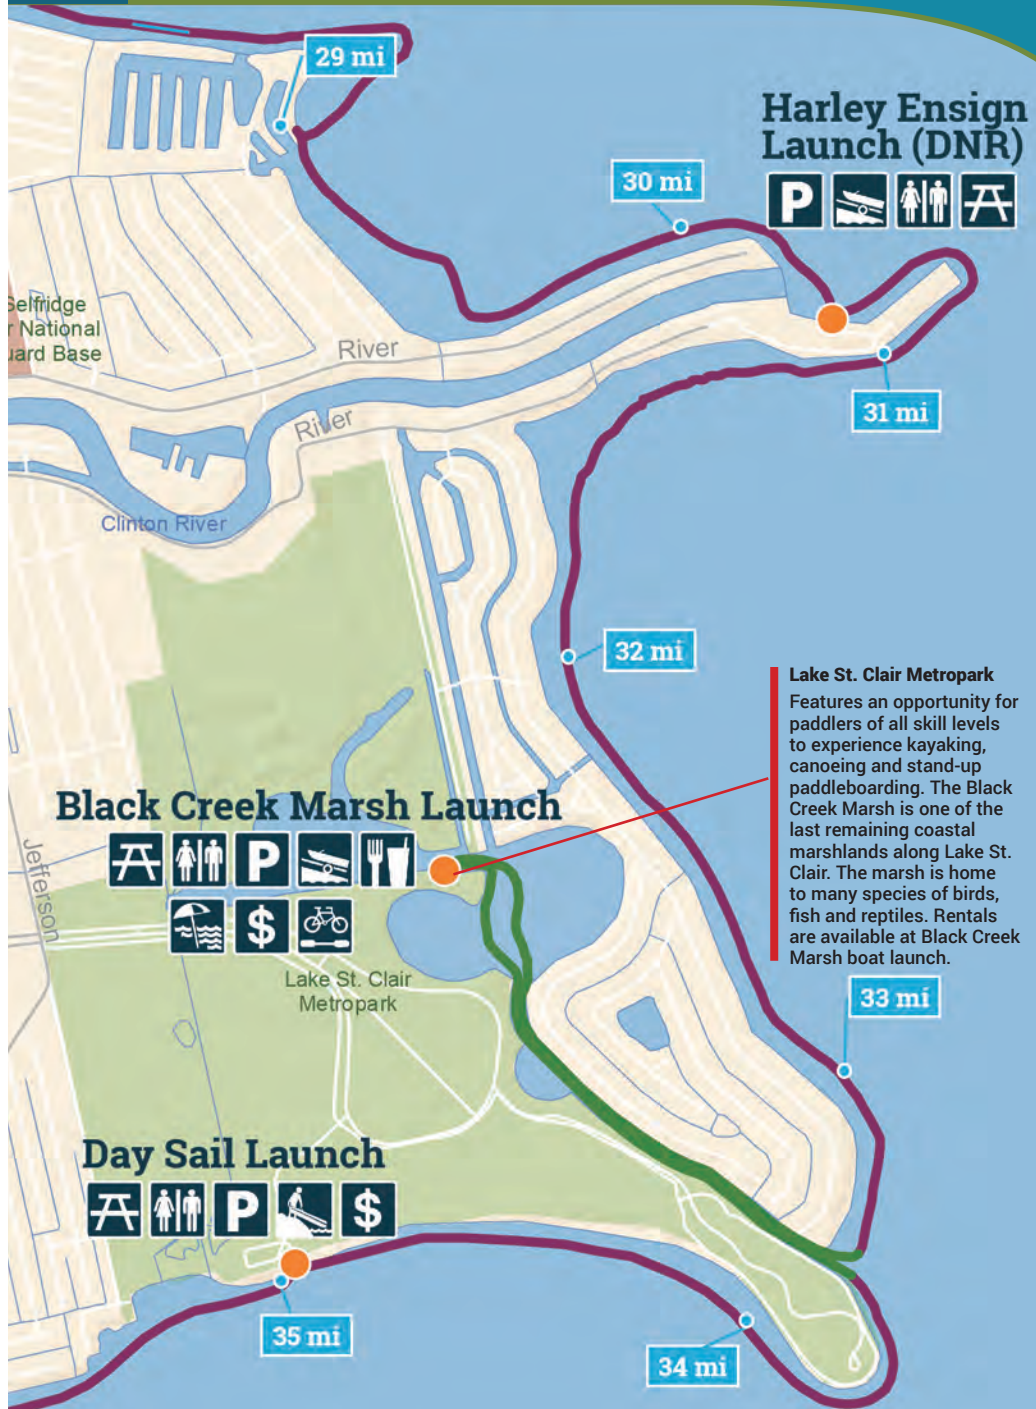 29 mi
Harley Ensign
Launch (DNR)
30 mi
P
Selfridge
r National
uard Base
River
31 mi
River
Clinton River
32 mi
Lake St. Clair Metropark
Features an opportunity for
paddlers of all skill levels
to experience kayaking,
canoeing and stand-up
paddleboarding. The Black
Creek Marsh is one of the
last remaining coastal
marshlands along Lake St.
Clair. The marsh is home
to many species of birds,
fish and reptiles. Rentals
are available at Black Creek
Marsh boat launch.
Black Creek Marsh Launch
P
$
Jefferson
Lake St. Clair
Metropark
33 mi
Day Sail Launch
P $
35 mi
34 mi